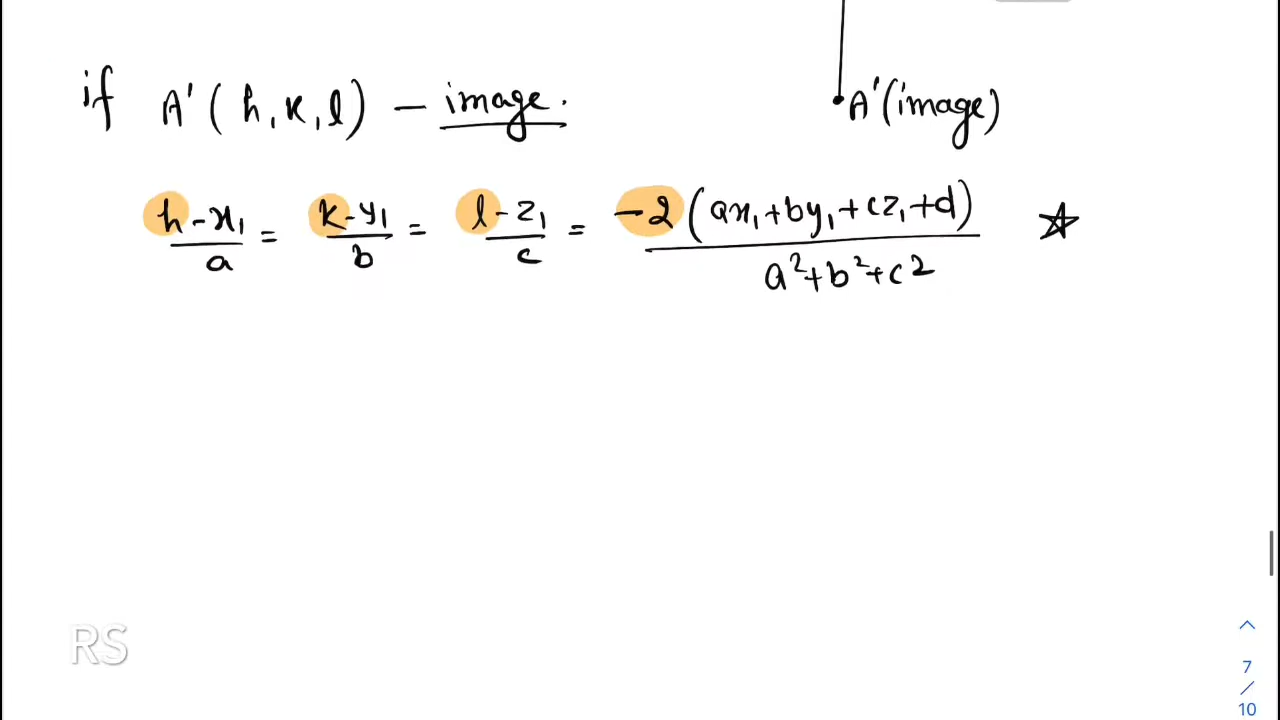 if A'(h,k,l) – image.
A'(image)
h-x₁/a = k-y₁/b = l-z₁/c = -2(ax₁+by₁+cz₁+d)/a²+b²+c²
RS
7
/
10